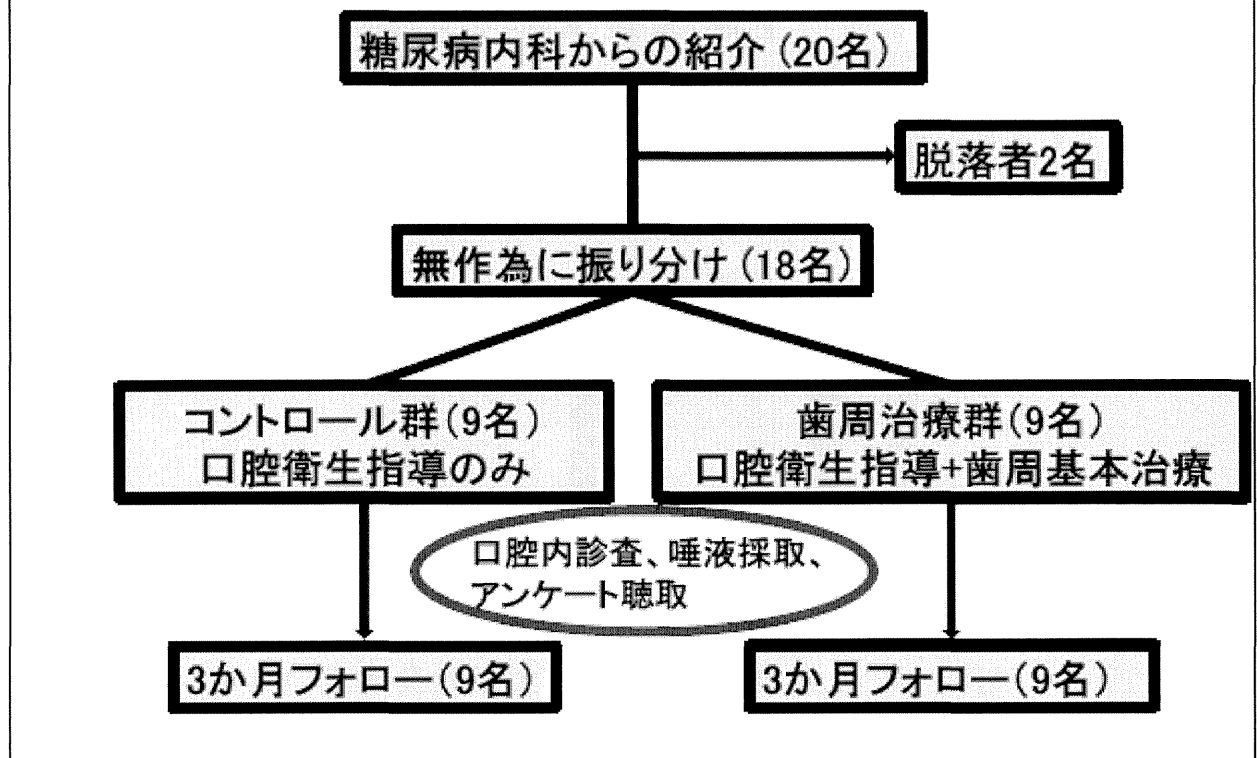 糖尿病内科からの紹介(20名)
脱落者2名
無作為に振り分け(18名)
コントロール群(9名)
口腔衛生指導のみ
歯周治療群(9名)
口腔衛生指導+歯周基本治療
口腔内診査、唾液採取、
アンケート聴取
3か月フォロー(9名)
3か月フォロー(9名)